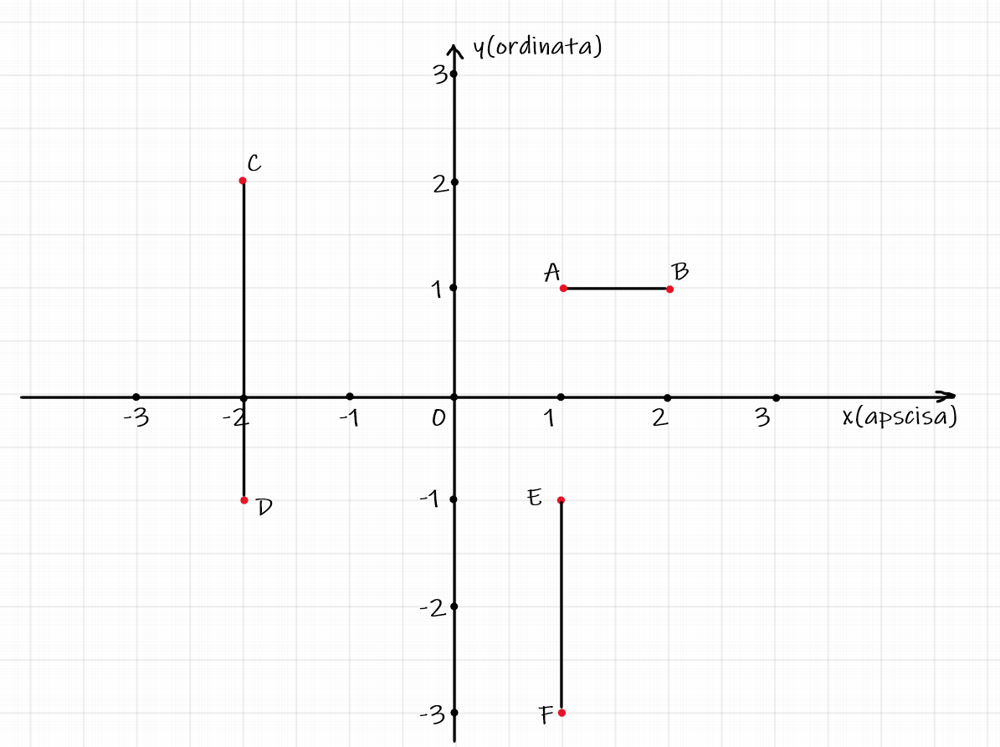 y(ordinata)
3
C
2
A B
1
-3 -2 -1 0 1 2 3 x(apscisa)
-1 E
D
-2
-3 F